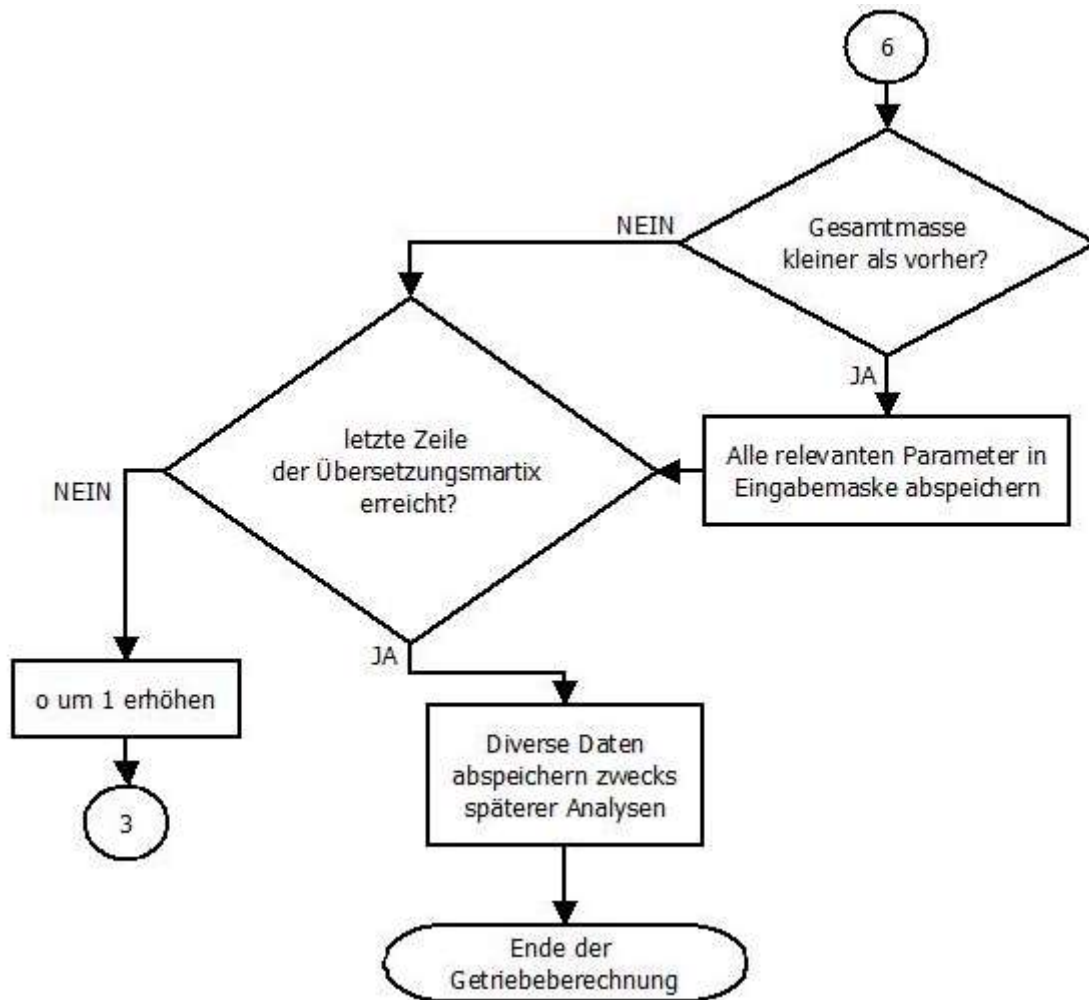 6
Gesamtmasse
kleiner als vorher?
NEIN
JA
Alle relevanten Parameter in
Eingabemaske abspeichern
letzte Zeile
der Übersetzungsmartix
erreicht?
NEIN
JA
o um 1 erhöhen
3
Diverse Daten
abspeichern zwecks
späterer Analysen
Ende der
Getriebeberechnung